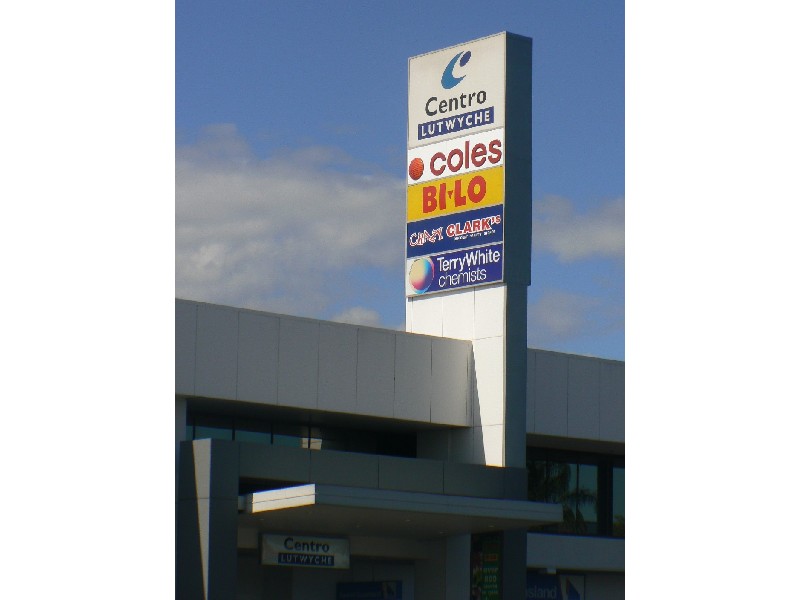 Centro
LUTWYCHE
coles
BI-LO
CRAZY CLARK'S
TerryWhite
chemists
Centro
LUTWYCHE